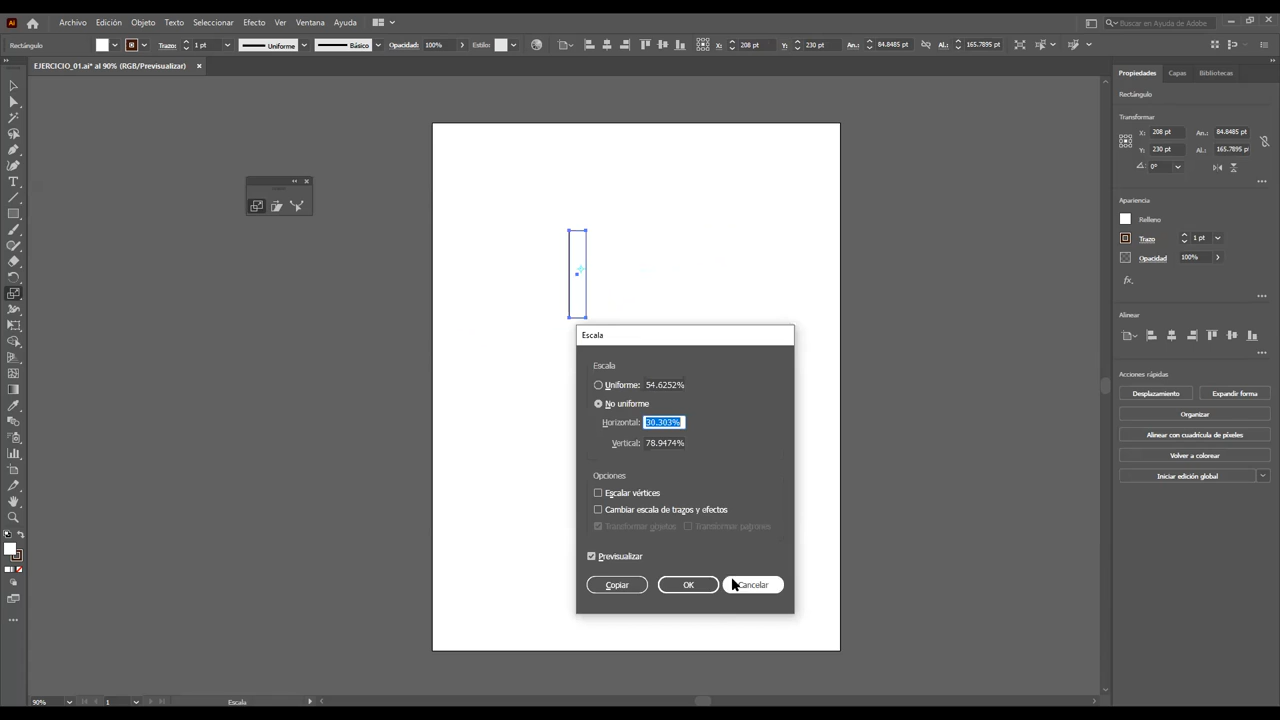 Ai Archivo Edición Objeto Texto Seleccionar Efecto Ver Ventana Ayuda Buscar en Ayuda de Adobe
Rectángulo Trazo: 1 pt Uniforme Básico Opacidad: 100% Estilo: X: 208 pt Y: 230 pt An.: 84.8485 pt AL: 165.7895 pt
EJERCICIO_01.ai* al 90% (RGB/Previsualizar) ×
Propiedades Capas Bibliotecas
Rectángulo
Transformar
X: 208 pt An.: 84.8485 pt
Y: 230 pt Al.: 165.7895 p
0°
Apariencia
Relleno
Trazo 1 pt
Opacidad 100%
fx.
Alinear
Acciones rápidas
Desplazamiento Expandir forma
Organizar
Alinear con cuadrícula de píxeles
Volver a colorear
Iniciar edición global
Escala
Escala
Uniforme: 54.6252%
No uniforme
Horizontal: 30.303%
Vertical: 78.9474%
Opciones
Escalar vértices
Cambiar escala de trazos y efectos
Transformar objetos Transformar patrones
Previsualizar
Copiar OK Cancelar
90% 1 Escala